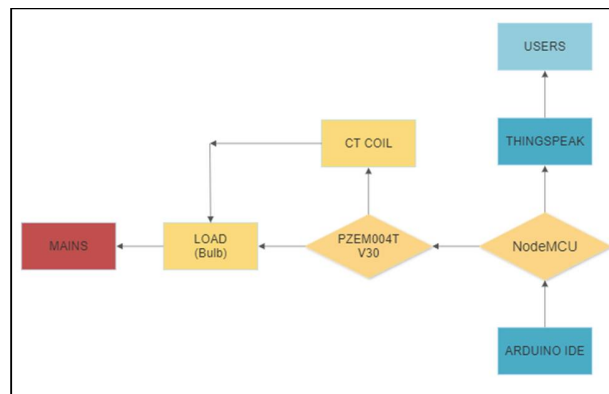 USERS
CT COIL
THINGSPEAK
MAINS
LOAD
(Bulb)
PZEM004T
V30
NodeMCU
ARDUINO IDE